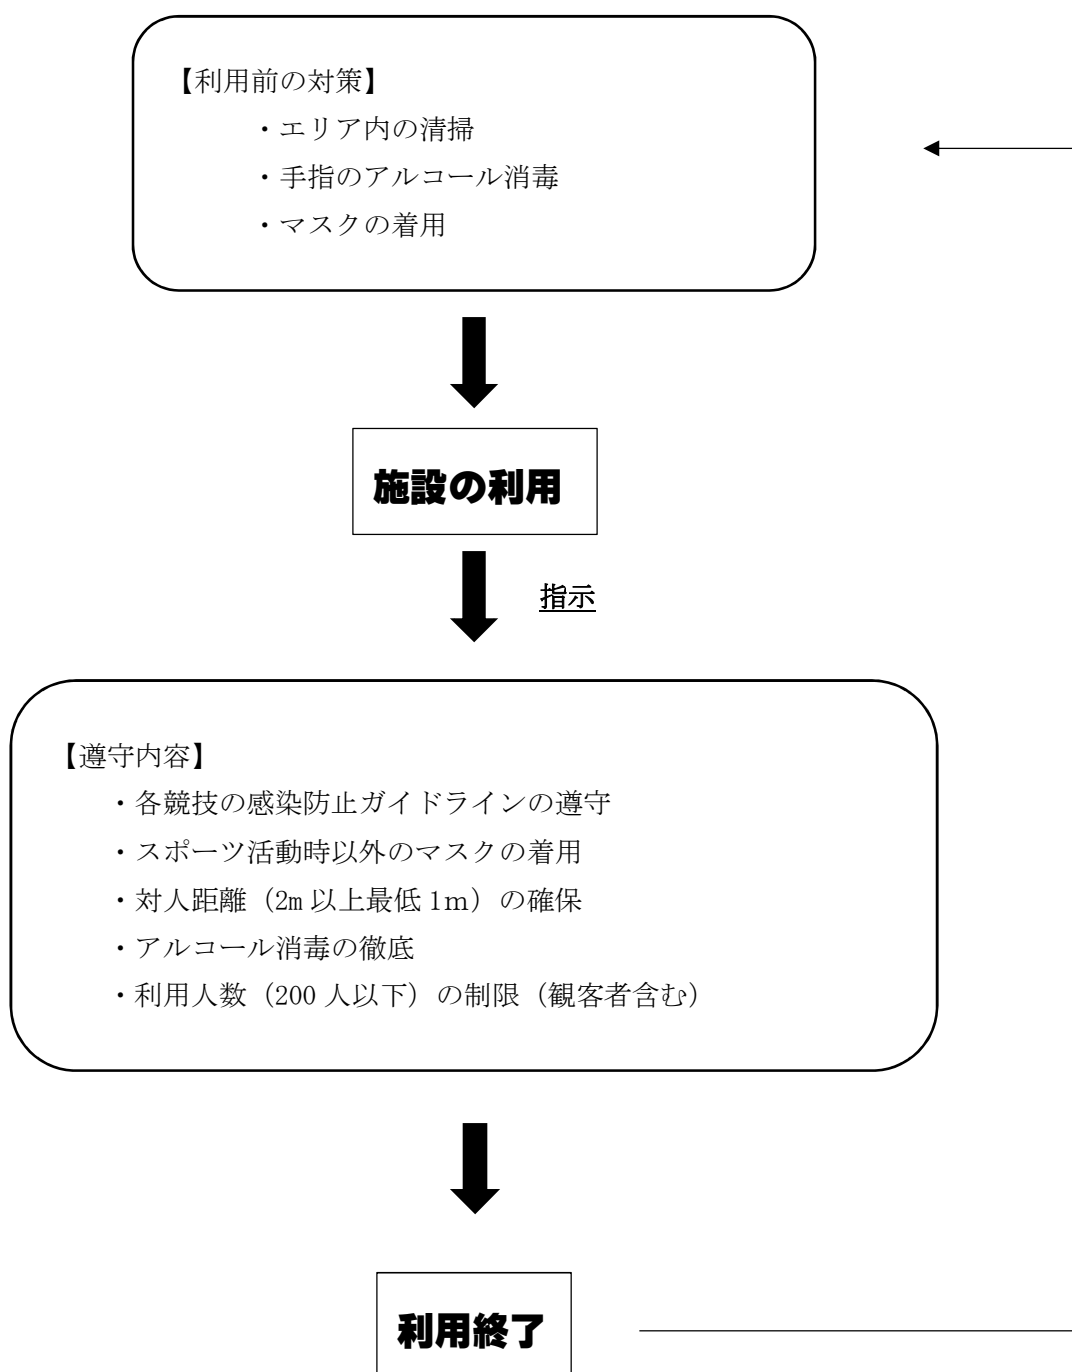 【利用前の対策】
・エリア内の清掃
・手指のアルコール消毒
・マスクの着用
施設の利用
指示
【遵守内容】
・各競技の感染防止ガイドラインの遵守
・スポーツ活動時以外のマスクの着用
・対人距離（2m 以上最低 1ｍ）の確保
・アルコール消毒の徹底
・利用人数（200 人以下）の制限（観客者含む）
利用終了